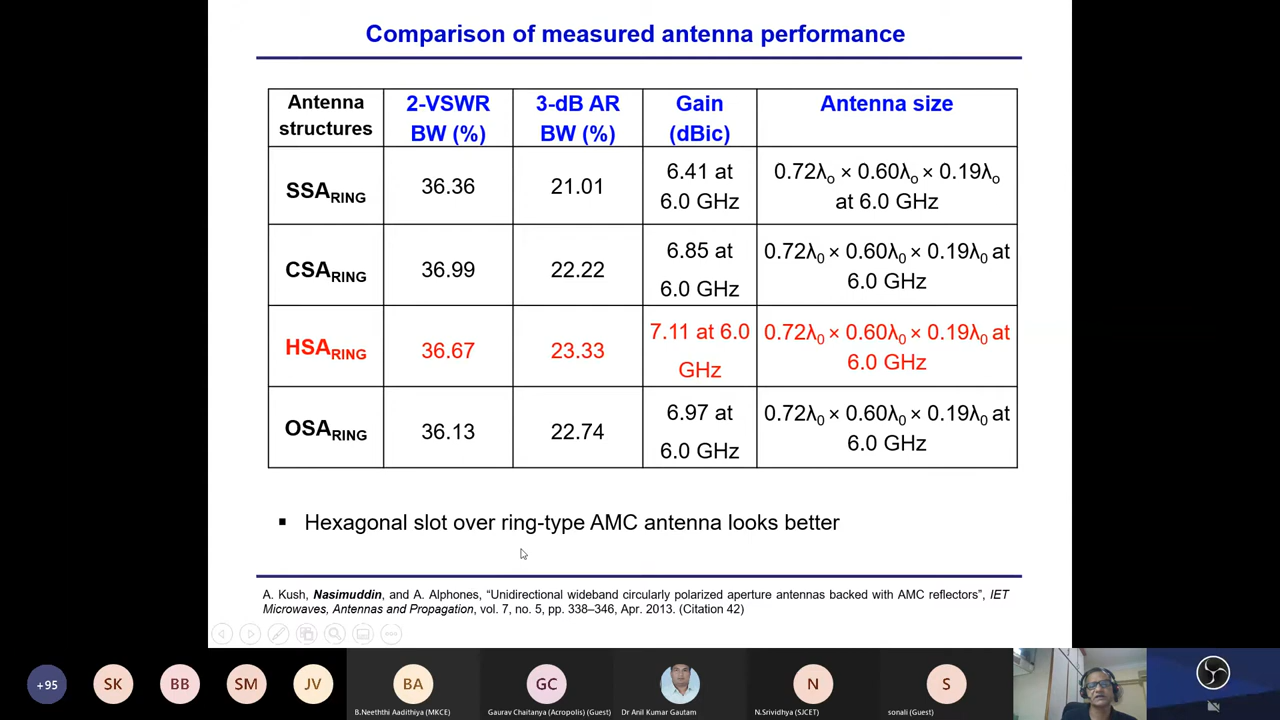 Comparison of measured antenna performance
Antenna structures
2-VSWR BW (%)
3-dB AR BW (%)
Gain (dBic)
Antenna size
SSA_RING
36.36
21.01
6.41 at 6.0 GHz
0.72λₒ × 0.60λₒ × 0.19λₒ at 6.0 GHz
CSA_RING
36.99
22.22
6.85 at 6.0 GHz
0.72λ₀ × 0.60λ₀ × 0.19λ₀ at 6.0 GHz
HSA_RING
36.67
23.33
7.11 at 6.0 GHz
0.72λ₀ × 0.60λ₀ × 0.19λ₀ at 6.0 GHz
OSA_RING
36.13
22.74
6.97 at 6.0 GHz
0.72λ₀ × 0.60λ₀ × 0.19λ₀ at 6.0 GHz
▪ Hexagonal slot over ring-type AMC antenna looks better
A. Kush, Nasimuddin, and A. Alphones, “Unidirectional wideband circularly polarized aperture antennas backed with AMC reflectors”, IET
Microwaves, Antennas and Propagation, vol. 7, no. 5, pp. 338–346, Apr. 2013. (Citation 42)
+95
SK
BB
SM
JV
BA
GC
N
S
B.Neeththi Aadithiya (MKCE)
Gaurav Chaitanya (Acropolis) (Guest)
Dr Anil Kumar Gautam
N.Srividhya (SJCET)
sonali (Guest)